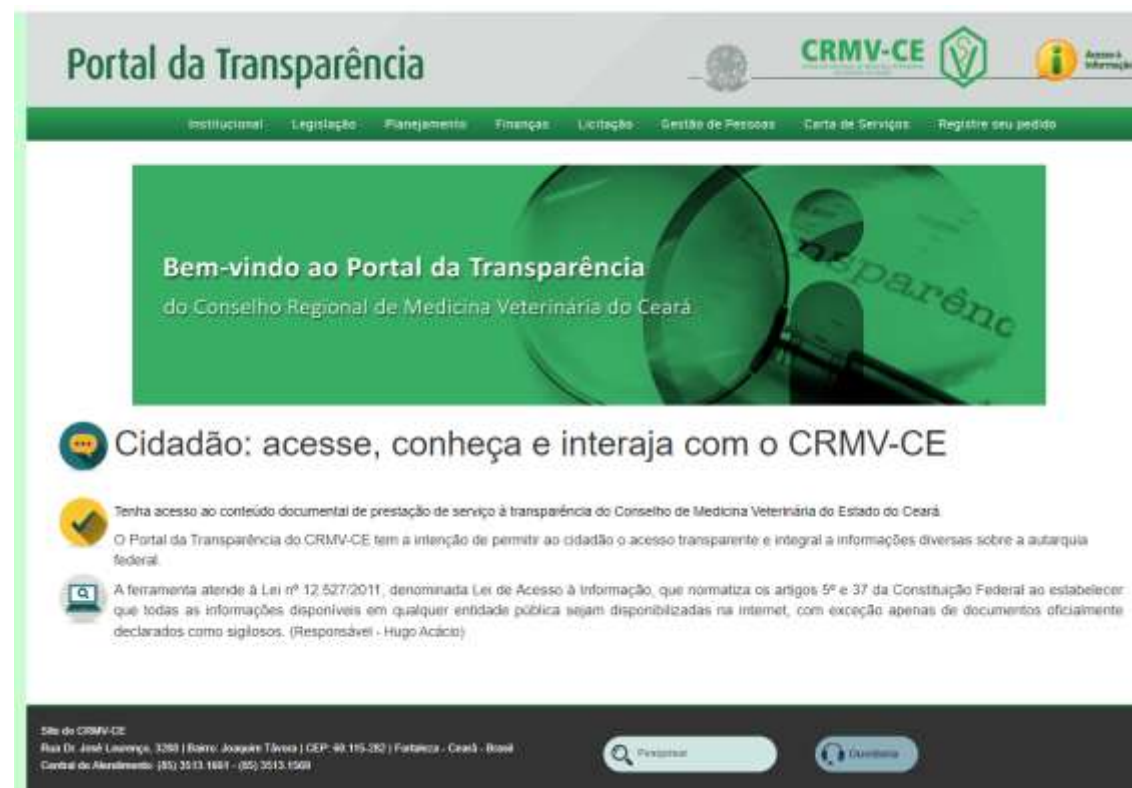 Portal da Transparência
CRMV-CE
Acesso à
Informação
Institucional Legislação Planejamento Finanças Licitação Gestão de Pessoas Carta de Serviços Registre seu pedido
Bem-vindo ao Portal da Transparência
do Conselho Regional de Medicina Veterinária do Ceará
nsparênc
Cidadão: acesse, conheça e interaja com o CRMV-CE
Tenha acesso ao conteúdo documental de prestação de serviço à transparência do Conselho de Medicina Veterinária do Estado do Ceará.
O Portal da Transparência do CRMV-CE tem a intenção de permitir ao cidadão o acesso transparente e integral a informações diversas sobre a autarquia
federal.
A ferramenta atende à Lei nº 12.527/2011, denominada Lei de Acesso à Informação, que normatiza os artigos 5º e 37 da Constituição Federal ao estabelecer
que todas as informações disponíveis em qualquer entidade pública sejam disponibilizadas na internet, com exceção apenas de documentos oficialmente
declarados como sigilosos. (Responsável - Hugo Acácio)
Site do CRMV-CE
Rua Dr. José Lourenço, 3288 | Bairro: Joaquim Távora | CEP: 60.115-282 | Fortaleza - Ceará - Brasil
Central de Atendimento: (85) 3513.1661 - (85) 3513.1569
Pesquisar
Ouvidoria